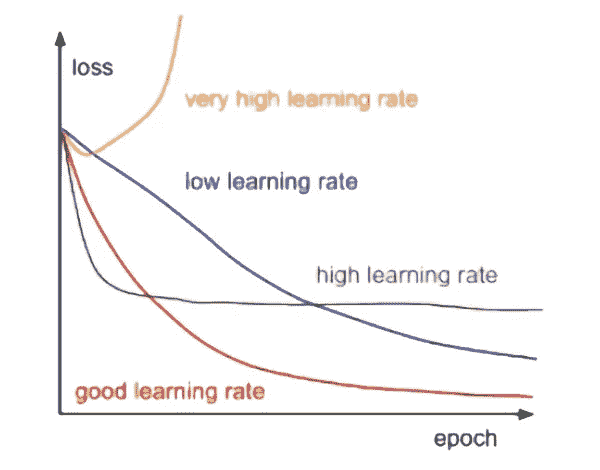 loss
very high learning rate
low learning rate
high learning rate
good learning rate
epoch